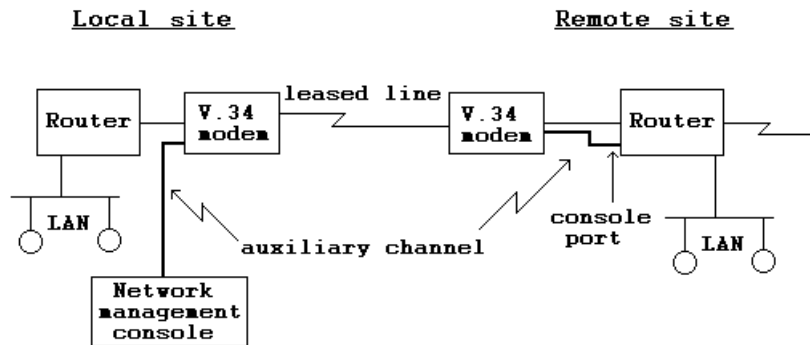 Local site
Remote site
Router
V.34
modem
leased line
V.34
modem
Router
LAN
auxiliary channel
console
port
LAN
Network
management
console